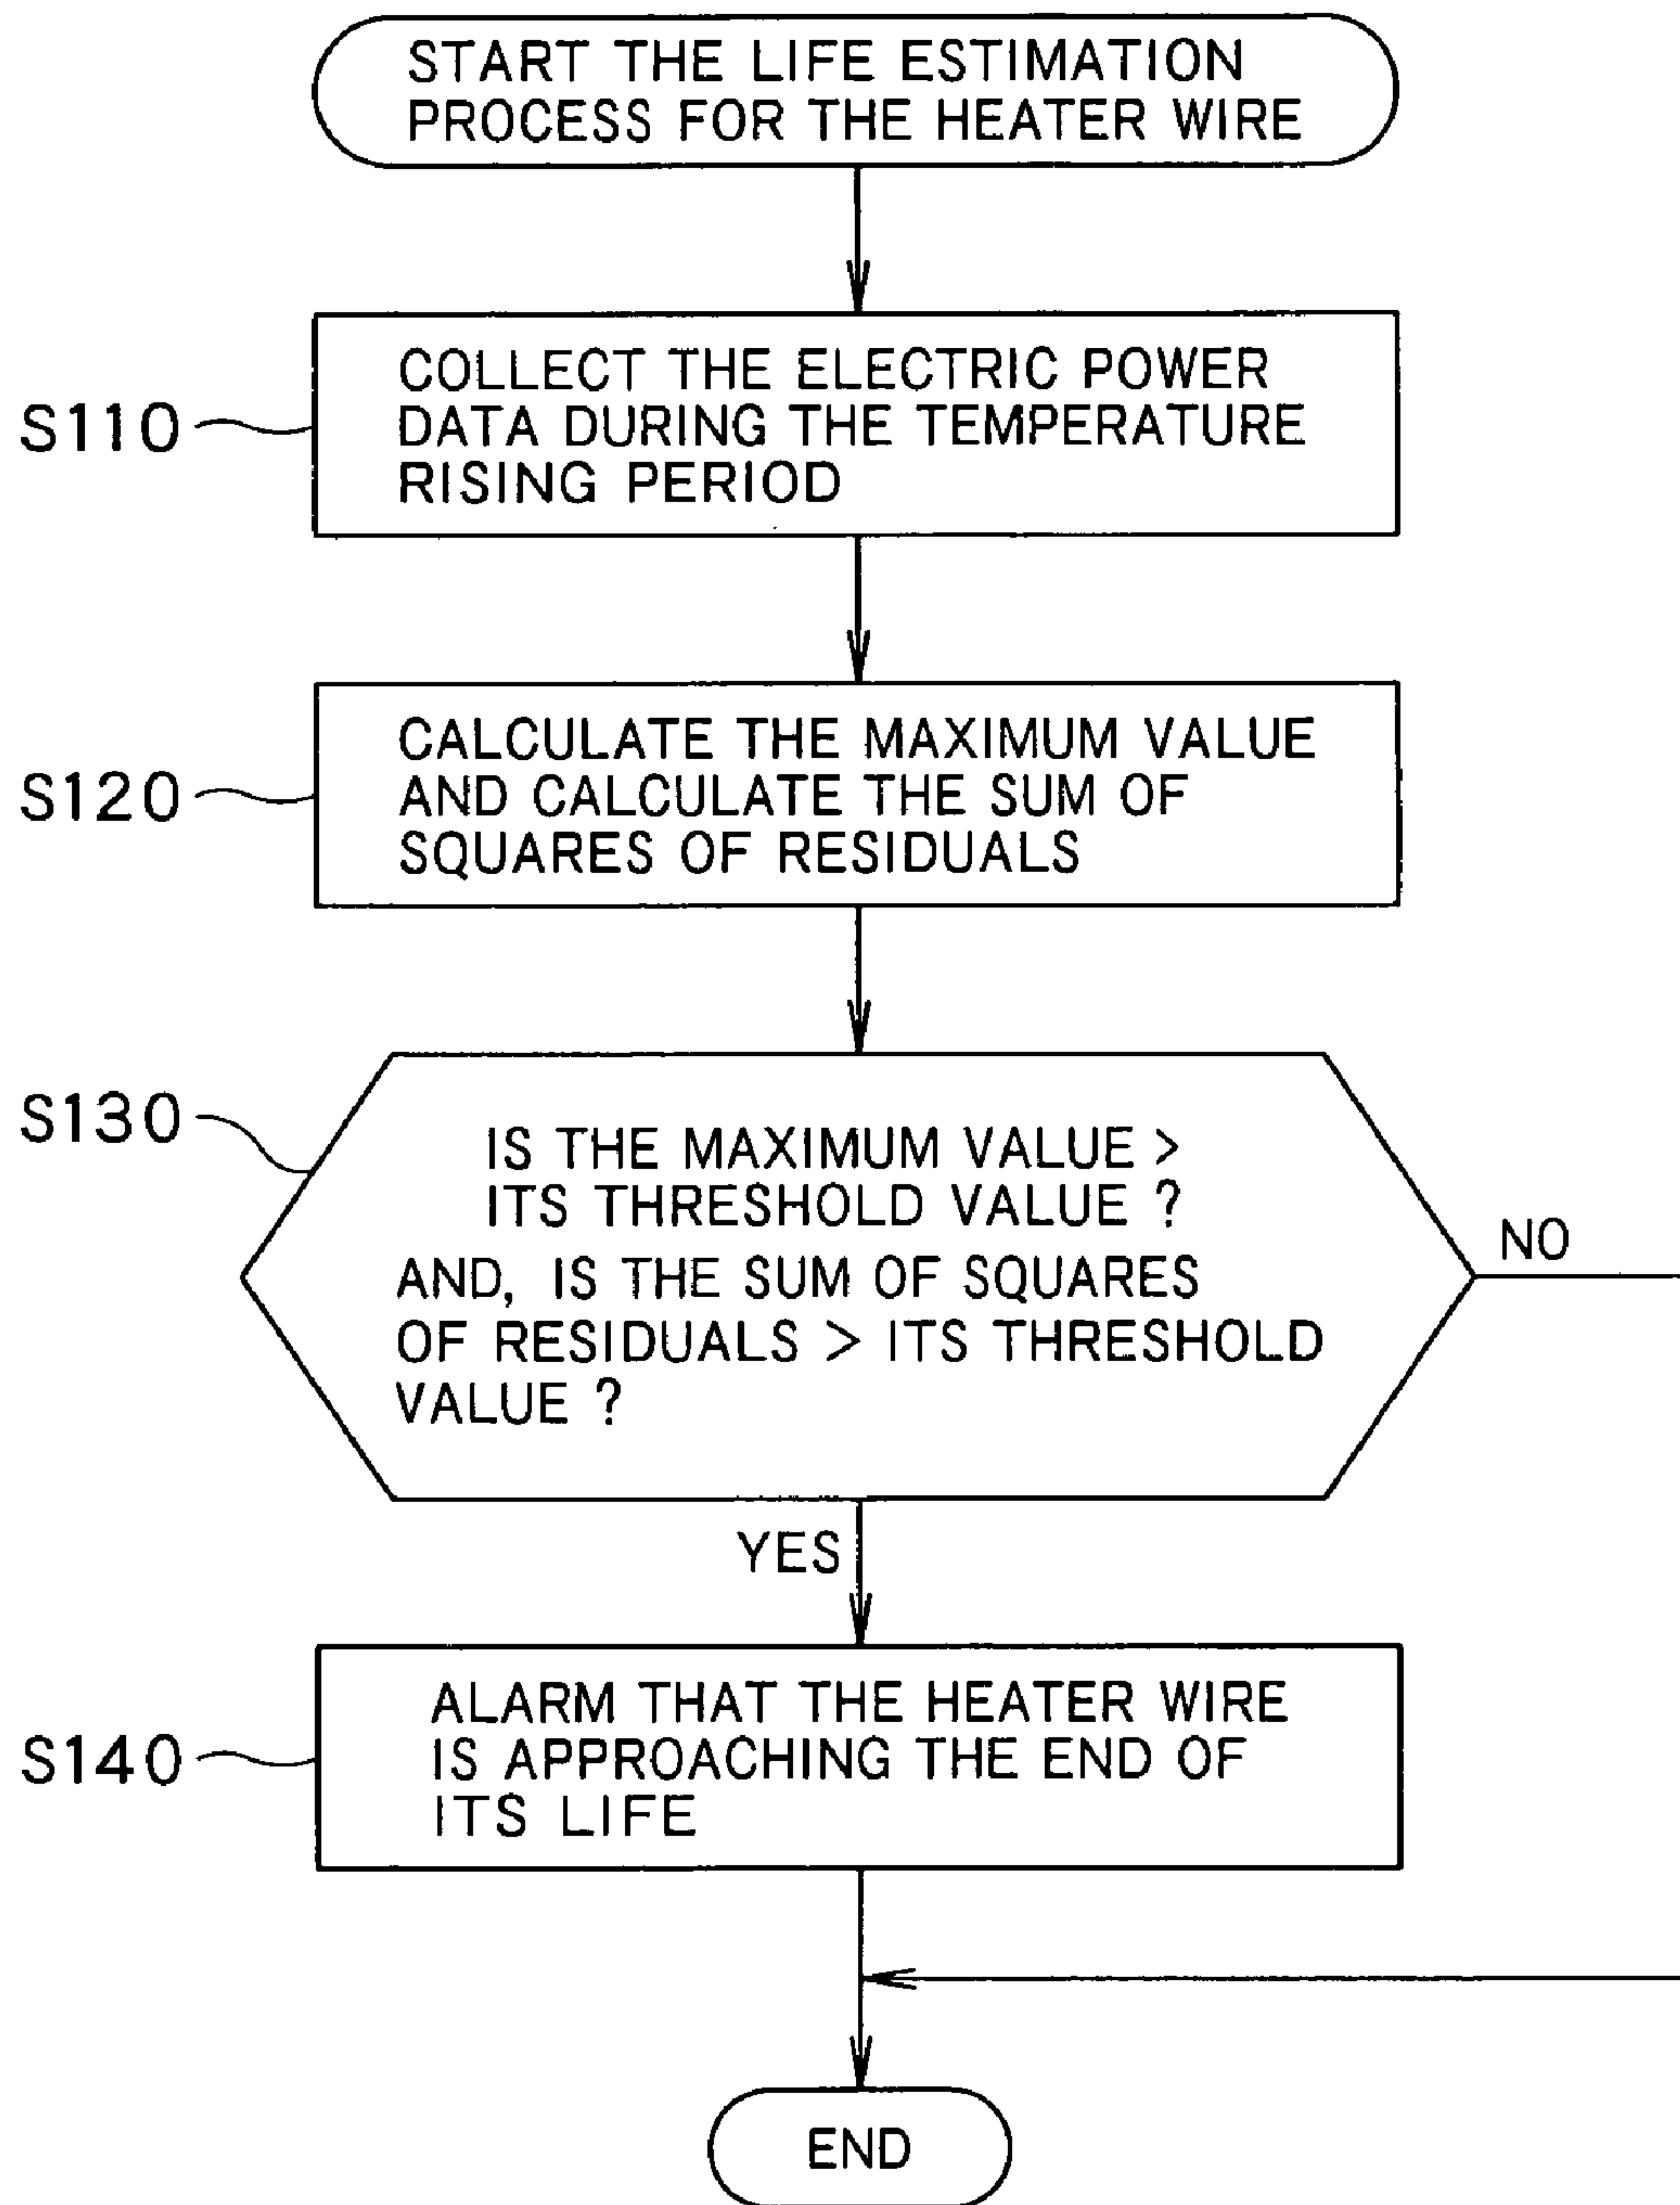 START THE LIFE ESTIMATION
PROCESS FOR THE HEATER WIRE
S110
COLLECT THE ELECTRIC POWER
DATA DURING THE TEMPERATURE
RISING PERIOD
S120
CALCULATE THE MAXIMUM VALUE
AND CALCULATE THE SUM OF
SQUARES OF RESIDUALS
S130
IS THE MAXIMUM VALUE >
ITS THRESHOLD VALUE ?
AND, IS THE SUM OF SQUARES
OF RESIDUALS > ITS THRESHOLD
VALUE ?
NO
YES
S140
ALARM THAT THE HEATER WIRE
IS APPROACHING THE END OF
ITS LIFE
END